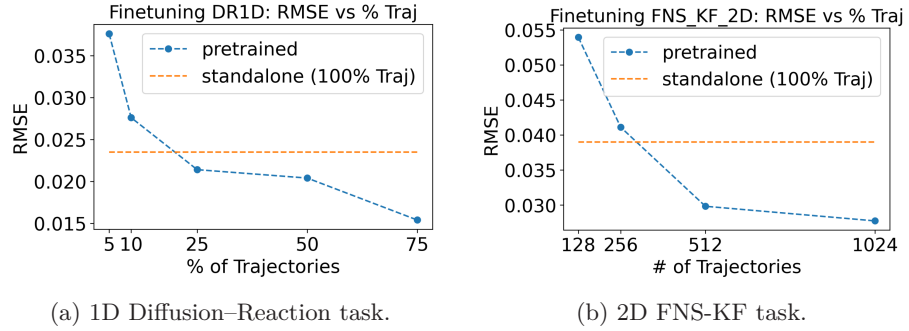 Finetuning DR1D: RMSE vs % Traj
pretrained
standalone (100% Traj)
RMSE
0.035
0.030
0.025
0.020
0.015
5 10 25 50 75
% of Trajectories
(a) 1D Diffusion–Reaction task.
Finetuning FNS_KF_2D: RMSE vs % Traj
pretrained
standalone (100% Traj)
RMSE
0.055
0.050
0.045
0.040
0.035
0.030
128 256 512 1024
# of Trajectories
(b) 2D FNS-KF task.